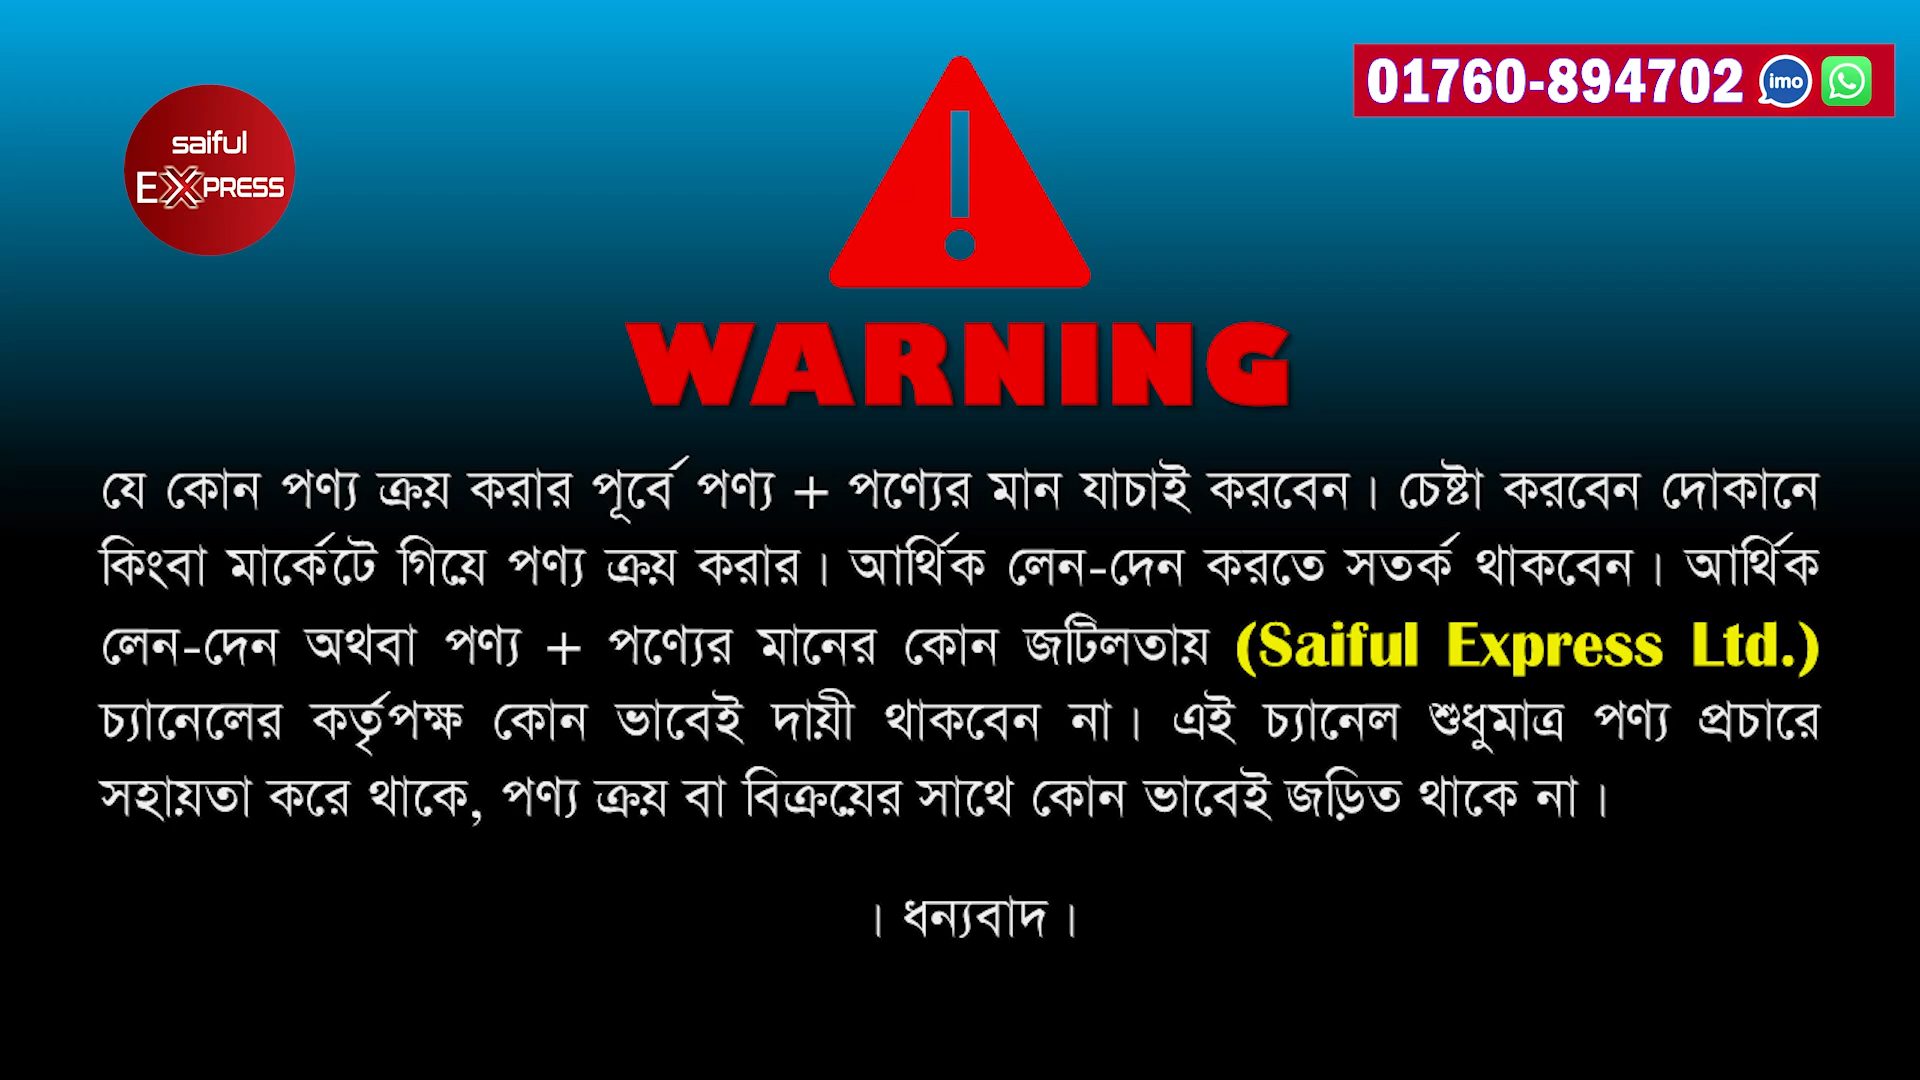 01760-894702 imo
saiful
EXPRESS
WARNING
যে কোন পণ্য ক্রয় করার পূর্বে পণ্য + পণ্যের মান যাচাই করবেন। চেষ্টা করবেন দোকানে
কিংবা মার্কেটে গিয়ে পণ্য ক্রয় করার। আর্থিক লেন-দেন করতে সতর্ক থাকবেন। আর্থিক
লেন-দেন অথবা পণ্য + পণ্যের মানের কোন জটিলতায় (Saiful Express Ltd.)
চ্যানেলের কর্তৃপক্ষ কোন ভাবেই দায়ী থাকবেন না। এই চ্যানেল শুধুমাত্র পণ্য প্রচারে
সহায়তা করে থাকে, পণ্য ক্রয় বা বিক্রয়ের সাথে কোন ভাবেই জড়িত থাকে না।
। ধন্যবাদ।